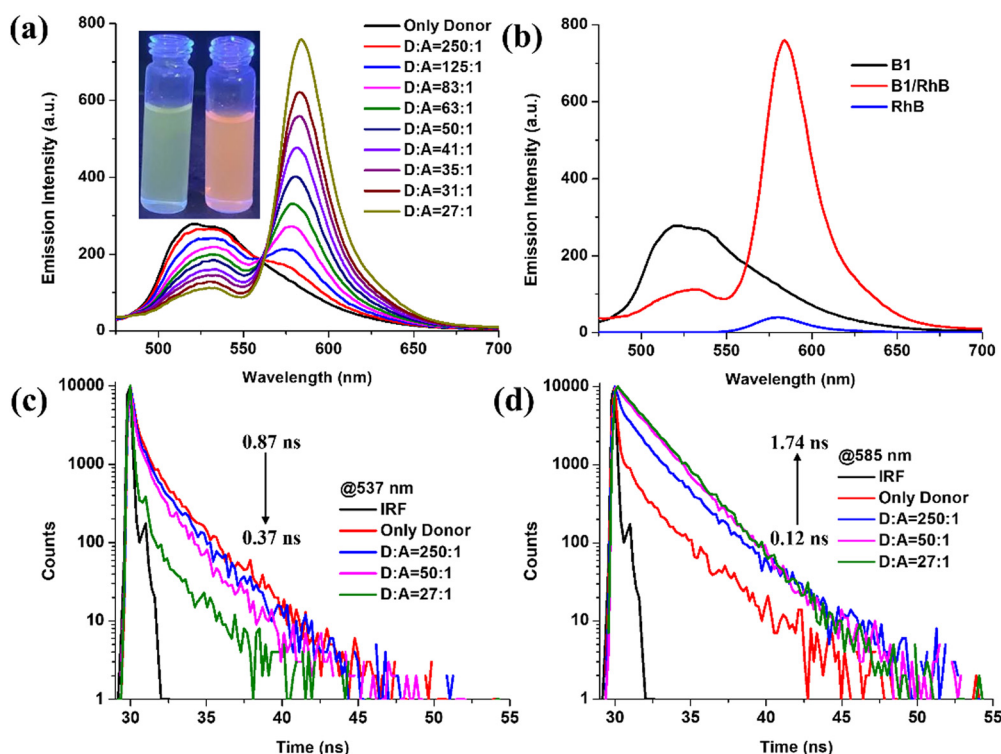 (a)
800
600
400
200
0
Emission Intensity (a.u.)
500
550
600
650
700
Wavelength (nm)
Only Donor
D:A=250:1
D:A=125:1
D:A=83:1
D:A=63:1
D:A=50:1
D:A=41:1
D:A=35:1
D:A=31:1
D:A=27:1
(b)
800
600
400
200
0
Emission Intensity (a.u.)
500
550
600
650
700
Wavelength (nm)
B1
B1/RhB
RhB
(c)
10000
1000
100
10
1
Counts
30
35
40
45
50
55
Time (ns)
0.87 ns
0.37 ns
@537 nm
IRF
Only Donor
D:A=250:1
D:A=50:1
D:A=27:1
(d)
10000
1000
100
10
1
Counts
30
35
40
45
50
55
Time (ns)
1.74 ns
0.12 ns
@585 nm
IRF
Only Donor
D:A=250:1
D:A=50:1
D:A=27:1